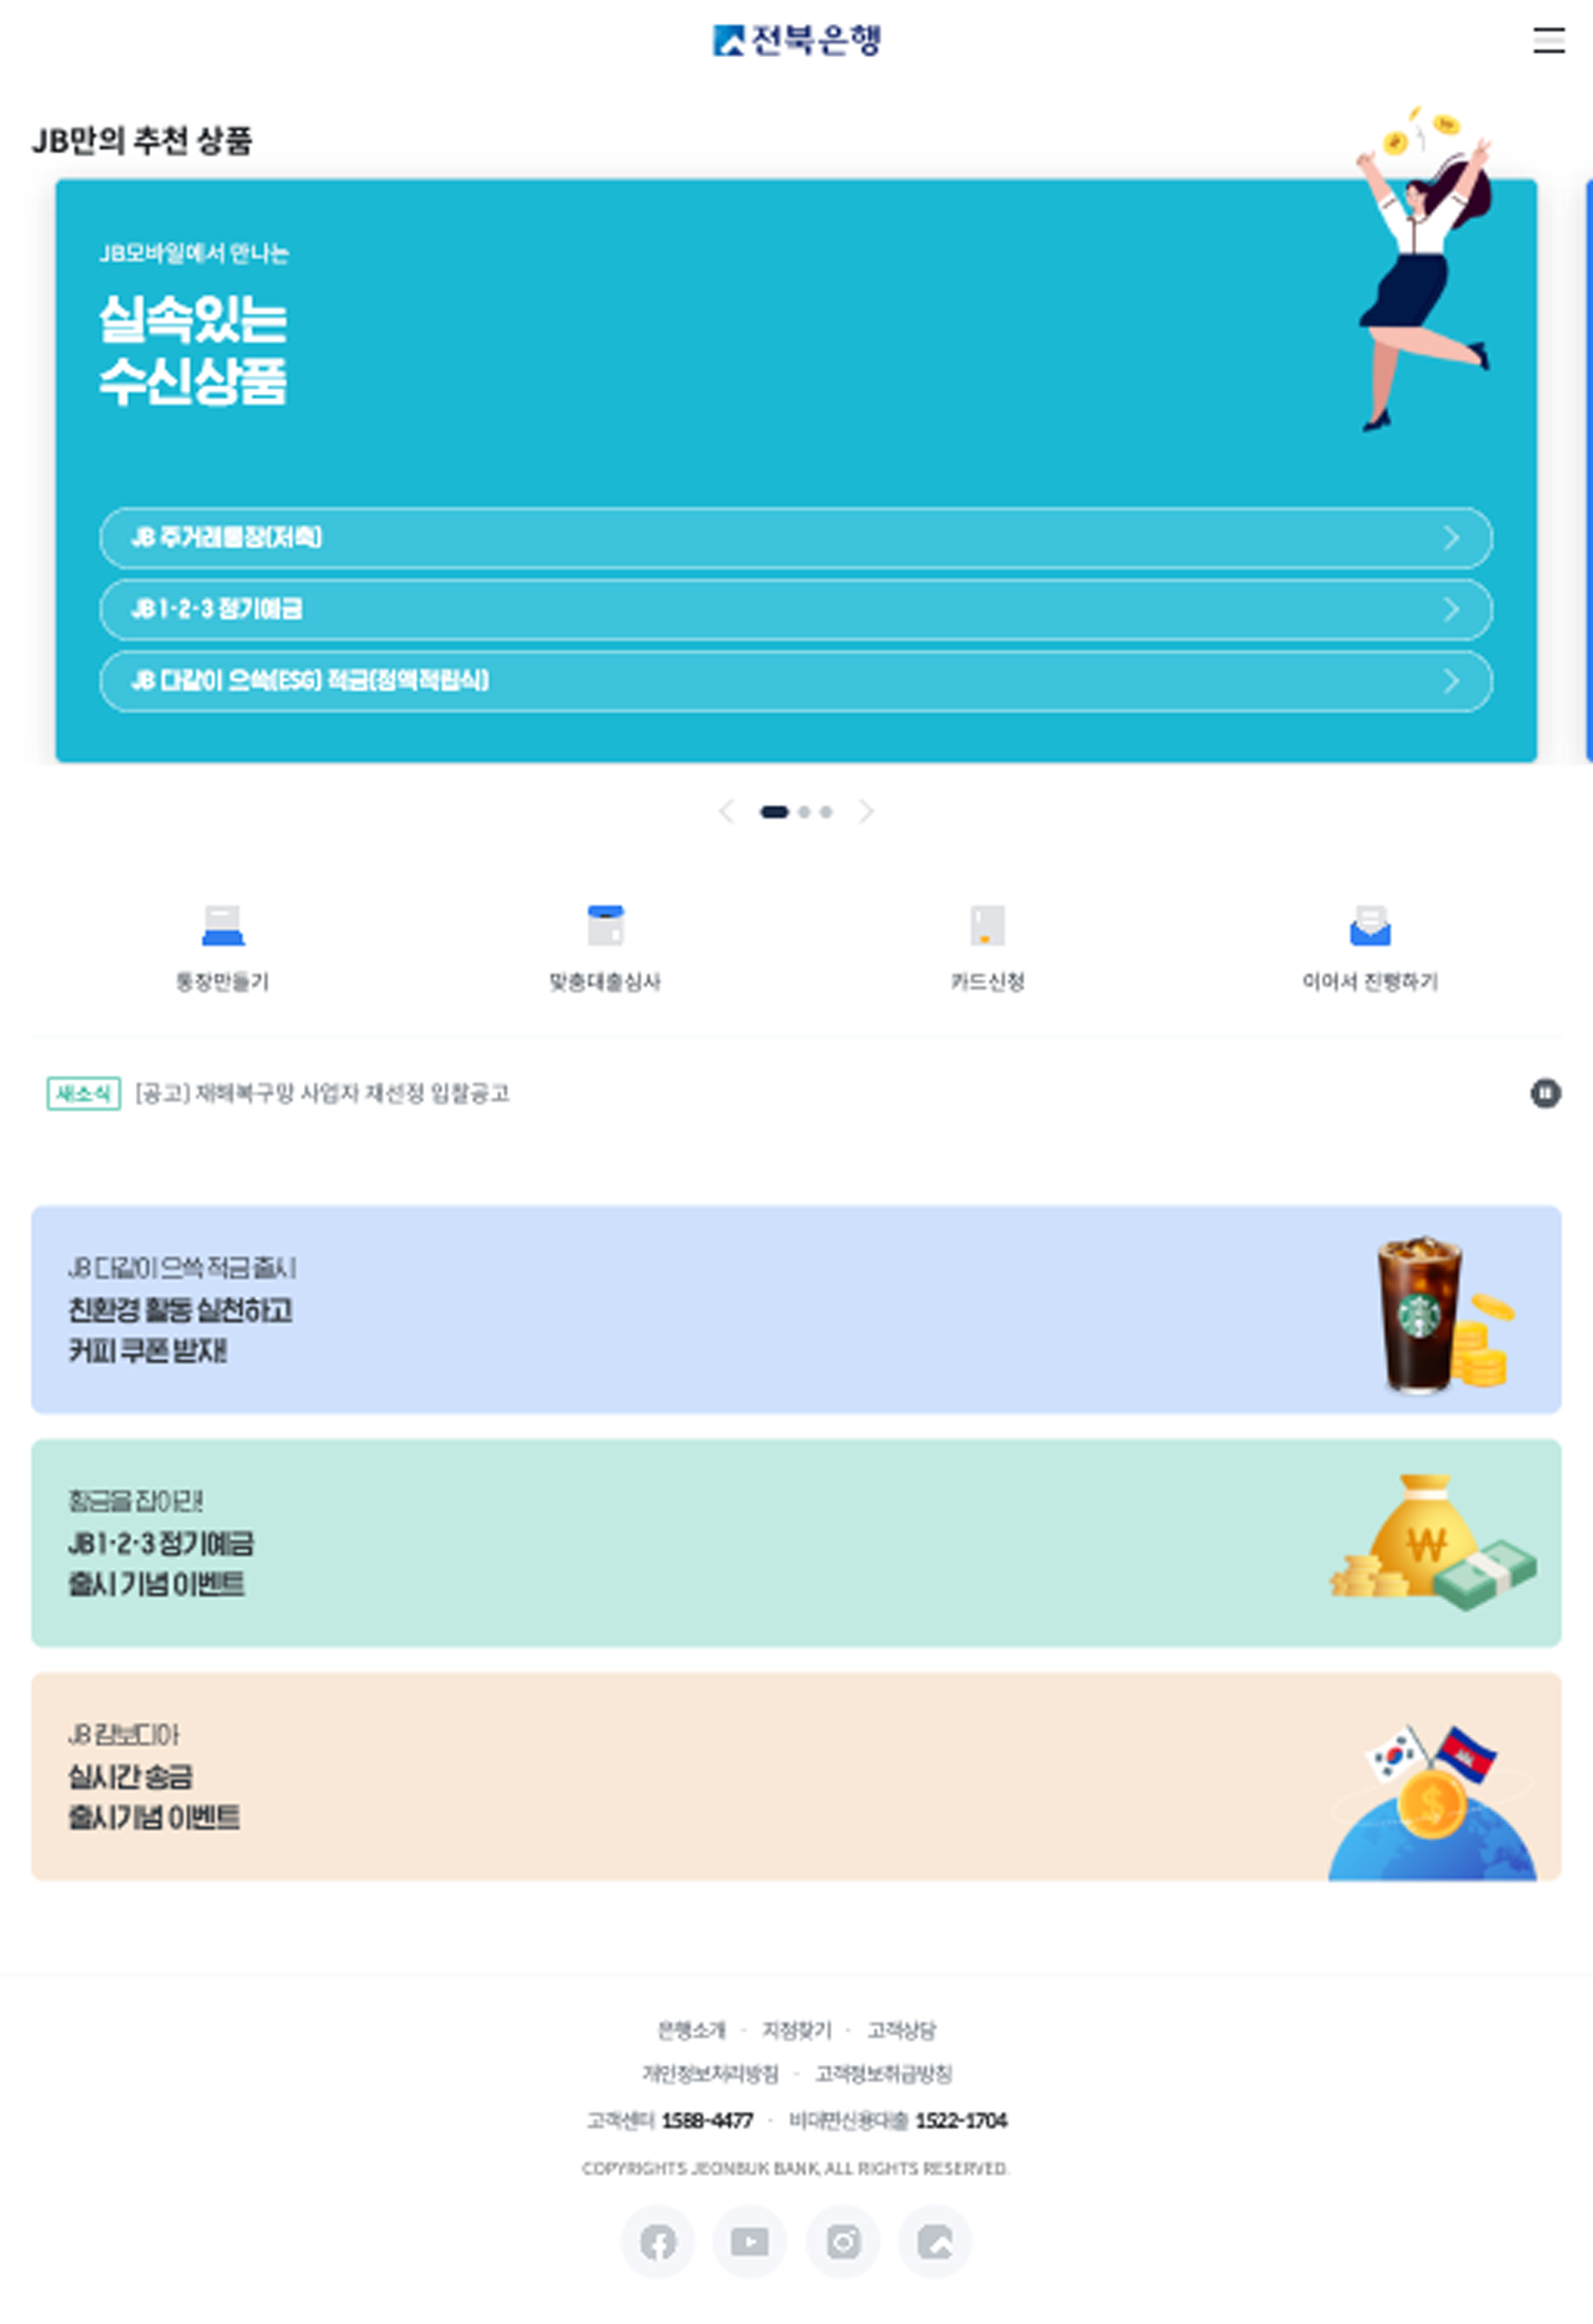 전북은행
JB만의 추천 상품
JB모바일에서 만나는
실속있는
수신상품
JB 주거래통장(저축)
JB 1·2·3 정기예금
JB 다같이 으쓱(ESG) 적금(정액적립식)
통장만들기
맞춤대출심사
카드신청
이어서 진행하기
새소식 [공고] 재해복구망 사업자 재선정 입찰공고
JB 다같이 으쓱 적금 출시
친환경 활동 실천하고
커피 쿠폰 받자!
황금을 잡아라!
JB 1·2·3 정기예금
출시 기념 이벤트
JB 캄보디아
실시간 송금
출시기념 이벤트
은행소개 · 지점찾기 · 고객상담
개인정보처리방침 · 고객정보취급방침
고객센터 1588-4477 · 비대면신용대출 1522-1704
COPYRIGHTS JEONBUK BANK, ALL RIGHTS RESERVED.